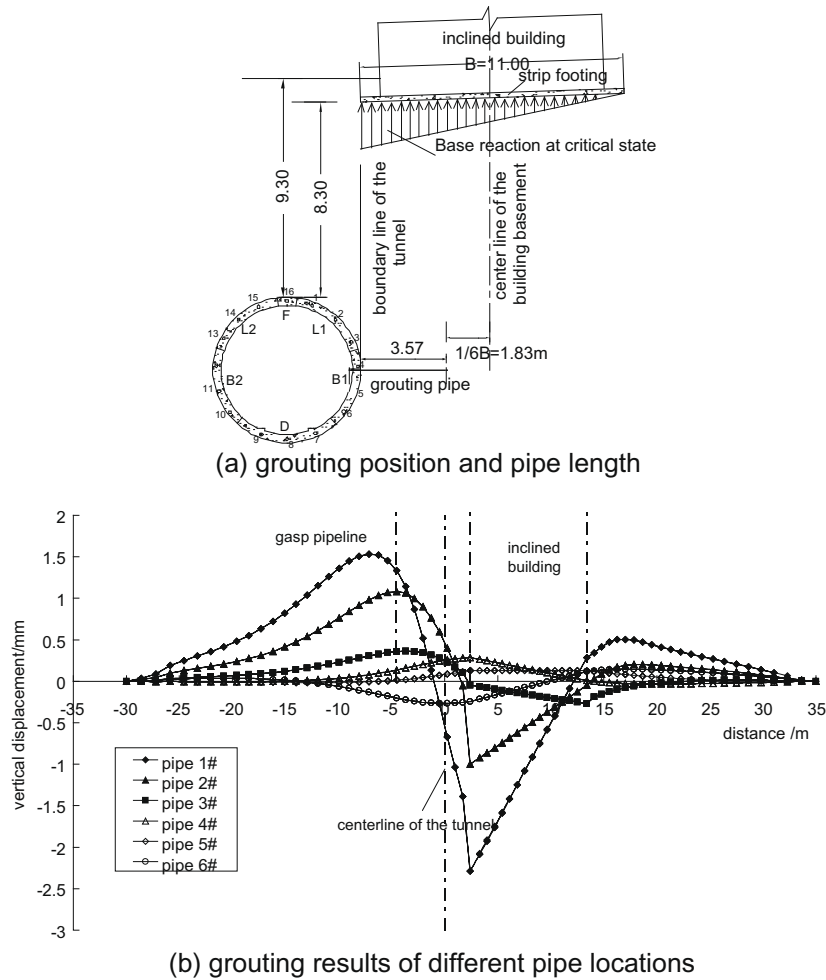 inclined building
B=11.00
strip footing
Base reaction at critical state
9.30
8.30
boundary line of the
tunnel
center line of the
building basement
16
1
2
3
4
5
6
7
8
9
10
11
13
14
15
F
L1
L2
B1
B2
D
3.57
1/6B=1.83m
grouting pipe
(a) grouting position and pipe length
2
1.5
1
0.5
0
-0.5
-1
-1.5
-2
-2.5
-3
-35 -30 -25 -20 -15 -10 -5 0 5 10 15 20 25 30 35
vertical displacement/mm
distance /m
gasp pipeline
inclined
building
centerline of the tunnel
pipe 1#
pipe 2#
pipe 3#
pipe 4#
pipe 5#
pipe 6#
(b) grouting results of different pipe locations